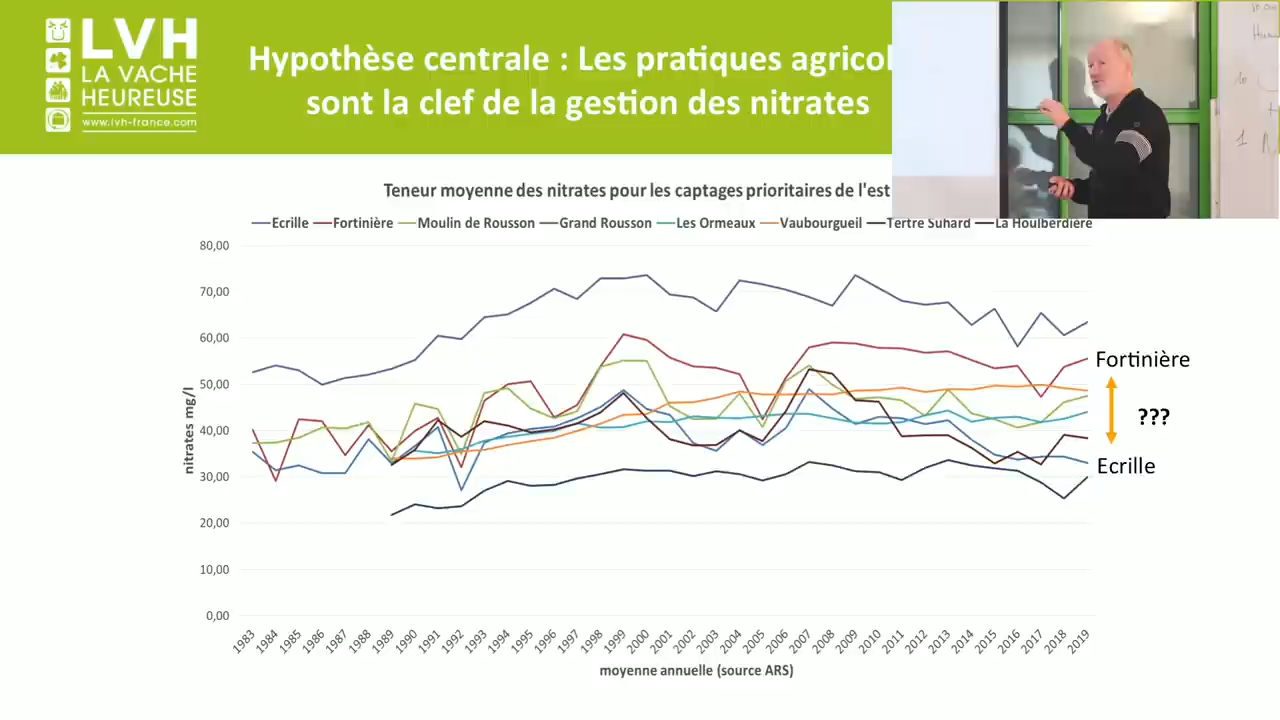 LVH
LA VACHE
HEUREUSE
www.lvh-france.com
Hypothèse centrale : Les pratiques agricol
sont la clef de la gestion des nitrates
Teneur moyenne des nitrates pour les captages prioritaires de l'est
Ecrille Fortinière Moulin de Rousson Grand Rousson Les Ormeaux Vaubourgueil Tertre Suhard La Houlberdière
80,00
70,00
60,00
50,00
40,00
30,00
20,00
10,00
0,00
nitrates mg/l
1983 1984 1985 1986 1987 1988 1989 1990 1991 1992 1993 1994 1995 1996 1997 1998 1999 2000 2001 2002 2003 2004 2005 2006 2007 2008 2009 2010 2011 2012 2013 2014 2015 2016 2017 2018 2019
moyenne annuelle (source ARS)
Fortinière
???
Ecrille